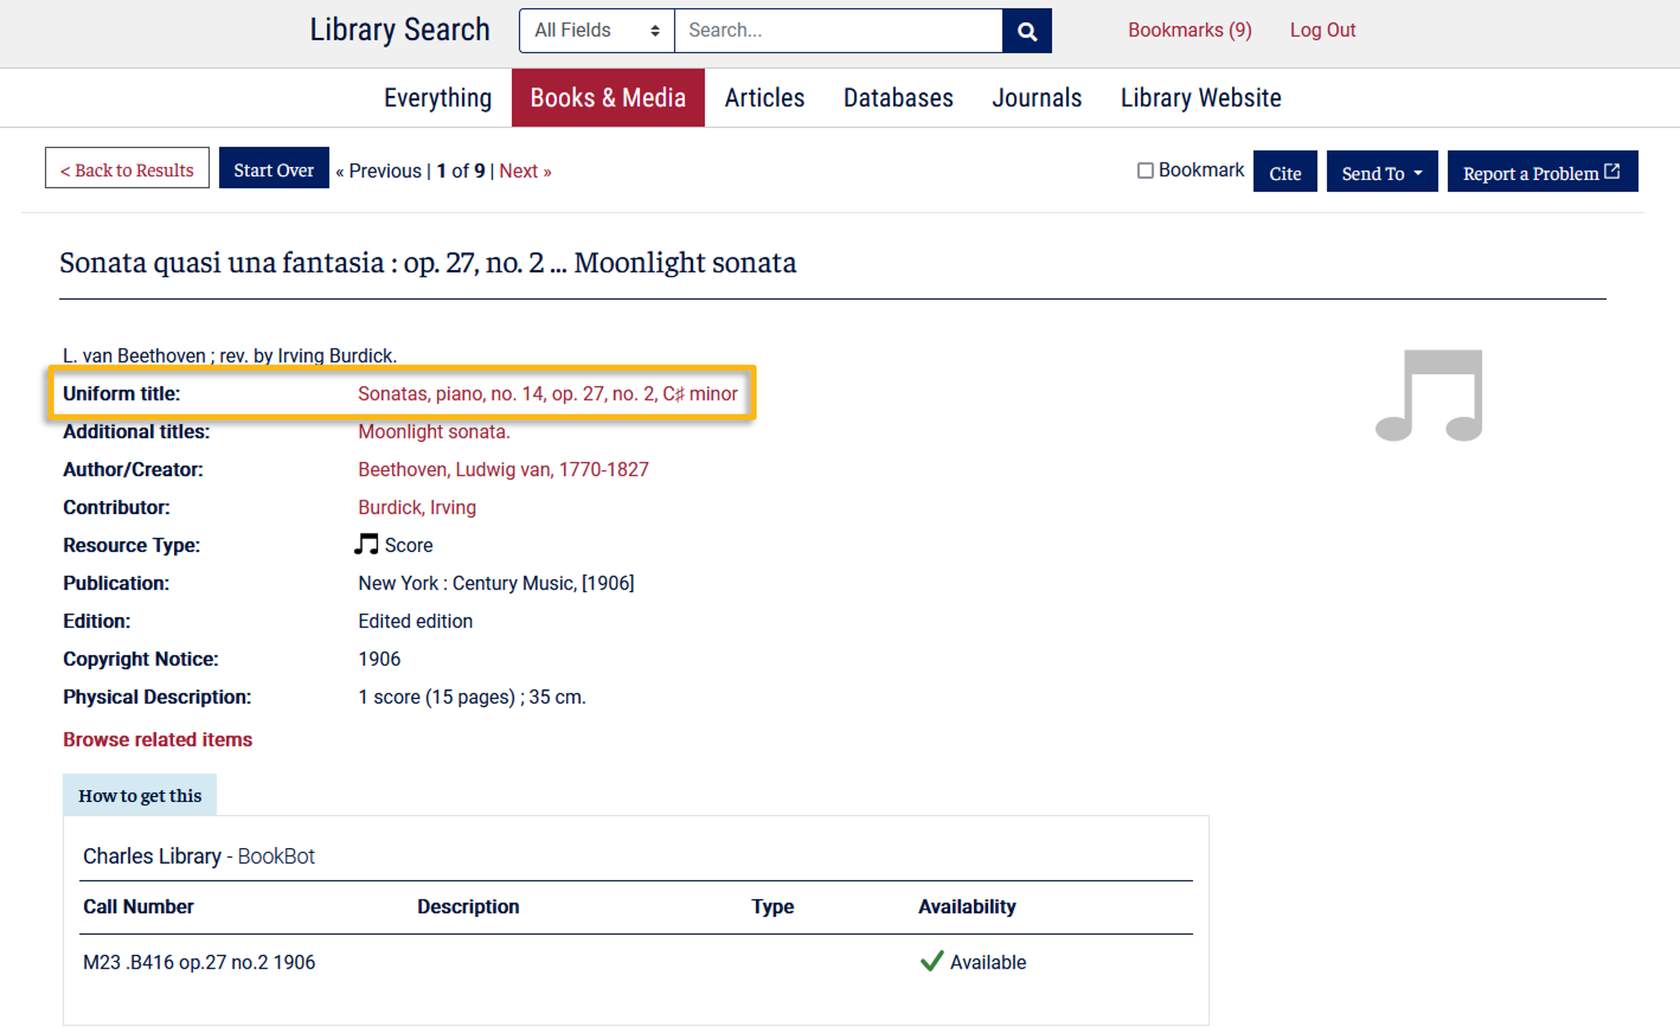 Library Search All Fields Search... Bookmarks (9) Log Out
Everything Books & Media Articles Databases Journals Library Website
< Back to Results Start Over « Previous | 1 of 9 | Next » Bookmark Cite Send To Report a Problem
Sonata quasi una fantasia : op. 27, no. 2 ... Moonlight sonata
L. van Beethoven ; rev. by Irving Burdick.
Uniform title: Sonatas, piano, no. 14, op. 27, no. 2, C♯ minor
Additional titles: Moonlight sonata.
Author/Creator: Beethoven, Ludwig van, 1770-1827
Contributor: Burdick, Irving
Resource Type: Score
Publication: New York : Century Music, [1906]
Edition: Edited edition
Copyright Notice: 1906
Physical Description: 1 score (15 pages) ; 35 cm.
Browse related items
How to get this
Charles Library - BookBot
Call Number Description Type Availability
M23 .B416 op.27 no.2 1906 Available